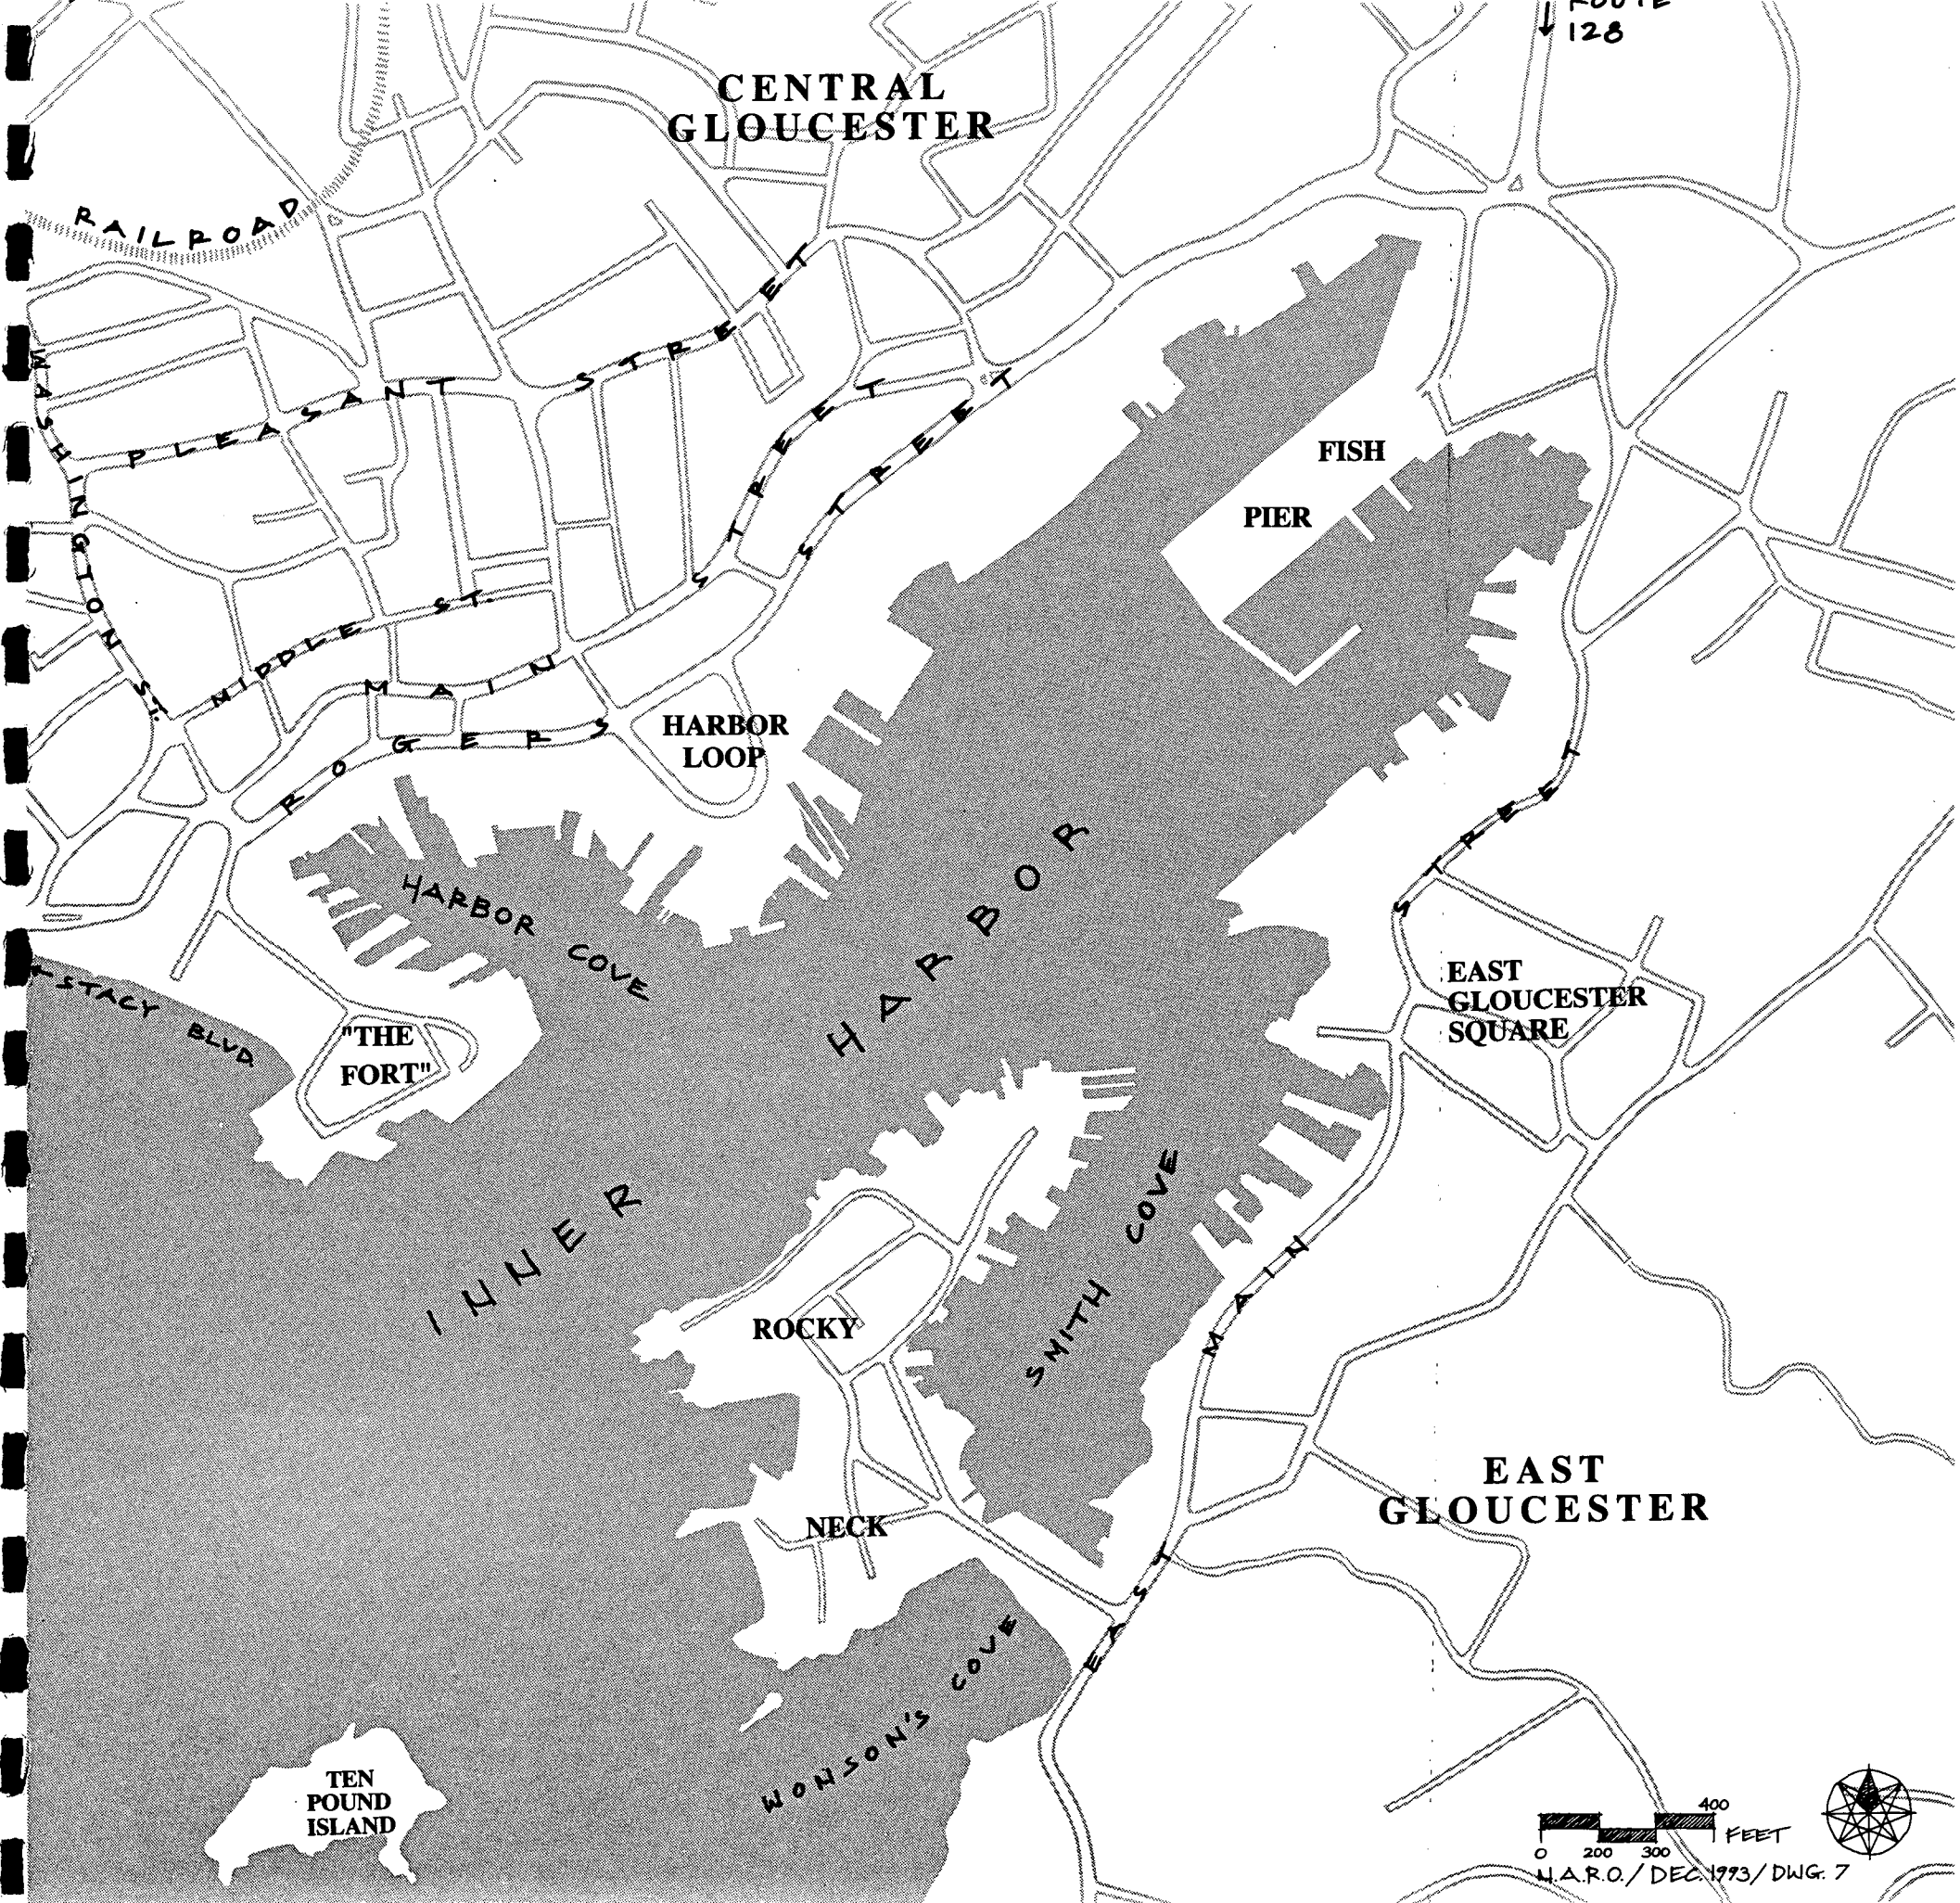 ROUTE
128
CENTRAL
GLOUCESTER
RAILROAD
WASHINGTON ST.
PLEASANT STREET
MIDDLE ST.
MAIN STREET
ROGERS STREET
FISH
PIER
HARBOR
LOOP
HARBOR COVE
INNER HARBOR
STACY BLVD
"THE
FORT"
EAST
GLOUCESTER
SQUARE
EAST MAIN STREET
SMITH COVE
ROCKY
NECK
EAST
GLOUCESTER
WONSON'S COVE
TEN
POUND
ISLAND
400
0 200 300 FEET
N.A.R.O./DEC.1993/DWG. 7